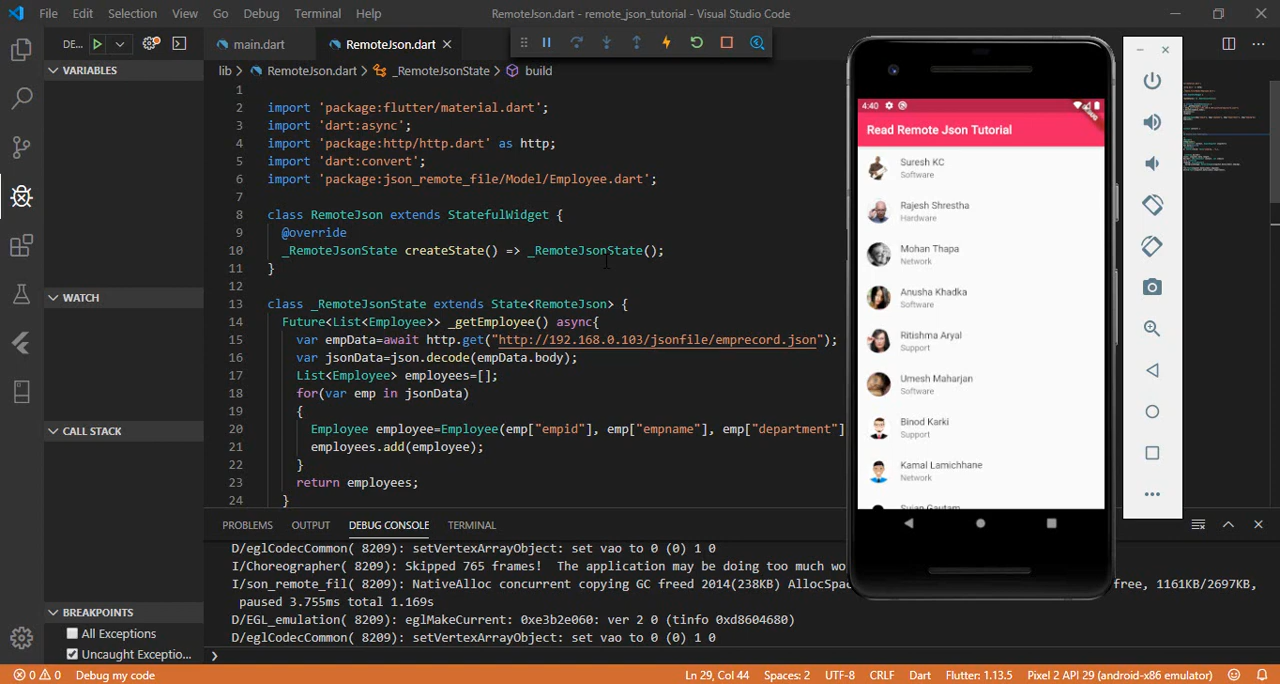 File Edit Selection View Go Debug Terminal Help RemoteJson.dart - remote_json_tutorial - Visual Studio Code
DE...
main.dart RemoteJson.dart
VARIABLES
lib > RemoteJson.dart > _RemoteJsonState > build
1
2 import 'package:flutter/material.dart';
3 import 'dart:async';
4 import 'package:http/http.dart' as http;
5 import 'dart:convert';
6 import 'package:json_remote_file/Model/Employee.dart';
7
8 class RemoteJson extends StatefulWidget {
9 @override
10 _RemoteJsonState createState() => _RemoteJsonState();
11 }
12
13 class _RemoteJsonState extends State<RemoteJson> {
14 Future<List<Employee>> _getEmployee() async{
15 var empData=await http.get("http://192.168.0.103/jsonfile/emprecord.json");
16 var jsonData=json.decode(empData.body);
17 List<Employee> employees=[];
18 for(var emp in jsonData)
19 {
20 Employee employee=Employee(emp["empid"], emp["empname"], emp["department"]
21 employees.add(employee);
22 }
23 return employees;
24 }
WATCH
CALL STACK
BREAKPOINTS
All Exceptions
Uncaught Exceptio...
PROBLEMS OUTPUT DEBUG CONSOLE TERMINAL
D/eglCodecCommon( 8209): setVertexArrayObject: set vao to 0 (0) 1 0
I/Choreographer( 8209): Skipped 765 frames!  The application may be doing too much wo
I/son_remote_fil( 8209): NativeAlloc concurrent copying GC freed 2014(238KB) AllocSpac free, 1161KB/2697KB,
paused 3.755ms total 1.169s
D/EGL_emulation( 8209): eglMakeCurrent: 0xe3b2e060: ver 2 0 (tinfo 0xd8604680)
D/eglCodecCommon( 8209): setVertexArrayObject: set vao to 0 (0) 1 0
4:40
Read Remote Json Tutorial
Suresh KC
Software
Rajesh Shrestha
Hardware
Mohan Thapa
Network
Anusha Khadka
Software
Ritishma Aryal
Support
Umesh Maharjan
Software
Binod Karki
Support
Kamal Lamichhane
Network
0 0 Debug my code Ln 29, Col 44 Spaces: 2 UTF-8 CRLF Dart Flutter: 1.13.5 Pixel 2 API 29 (android-x86 emulator)